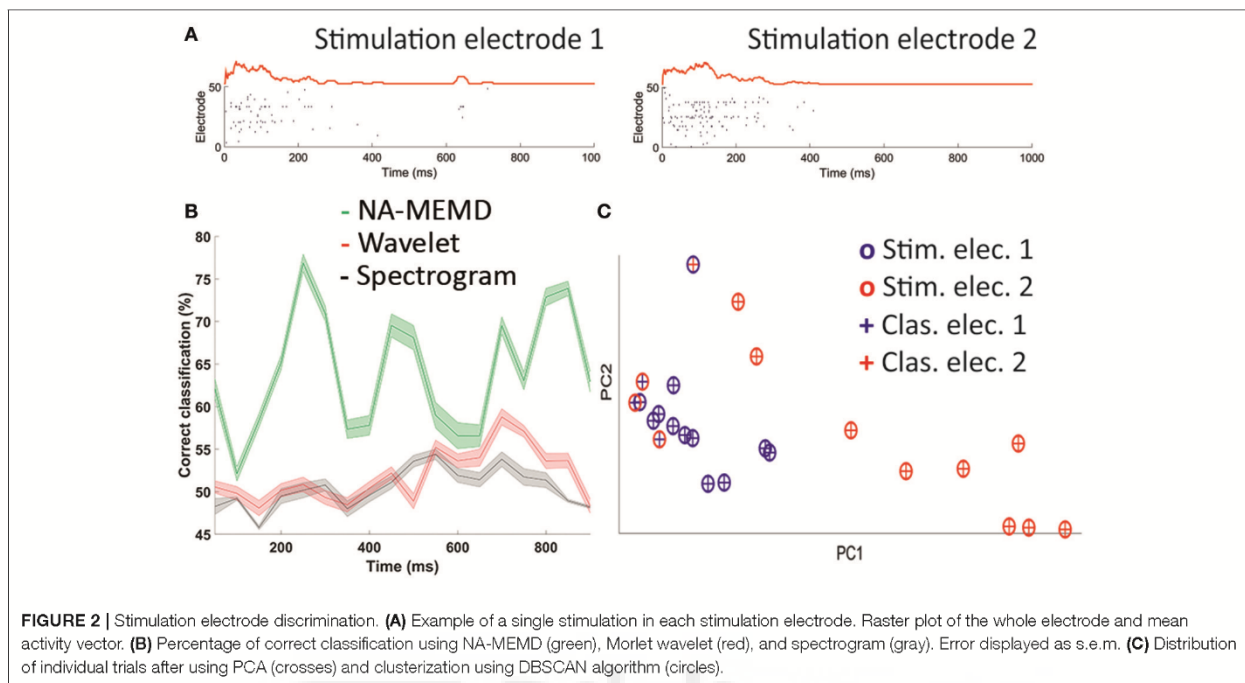 A
Stimulation electrode 1
Stimulation electrode 2
50
0
Electrode
0 200 400 600 800 100
Time (ms)
50
0
Electrode
0 200 400 600 800 1000
Time (ms)
B
- NA-MEMD
- Wavelet
- Spectrogram
80
75
70
65
60
55
50
45
Correct classification (%)
200 400 600 800
Time (ms)
C
o Stim. elec. 1
o Stim. elec. 2
+ Clas. elec. 1
+ Clas. elec. 2
PC2
PC1
FIGURE 2 | Stimulation electrode discrimination. (A) Example of a single stimulation in each stimulation electrode. Raster plot of the whole electrode and mean
activity vector. (B) Percentage of correct classification using NA-MEMD (green), Morlet wavelet (red), and spectrogram (gray). Error displayed as s.e.m. (C) Distribution
of individual trials after using PCA (crosses) and clusterization using DBSCAN algorithm (circles).